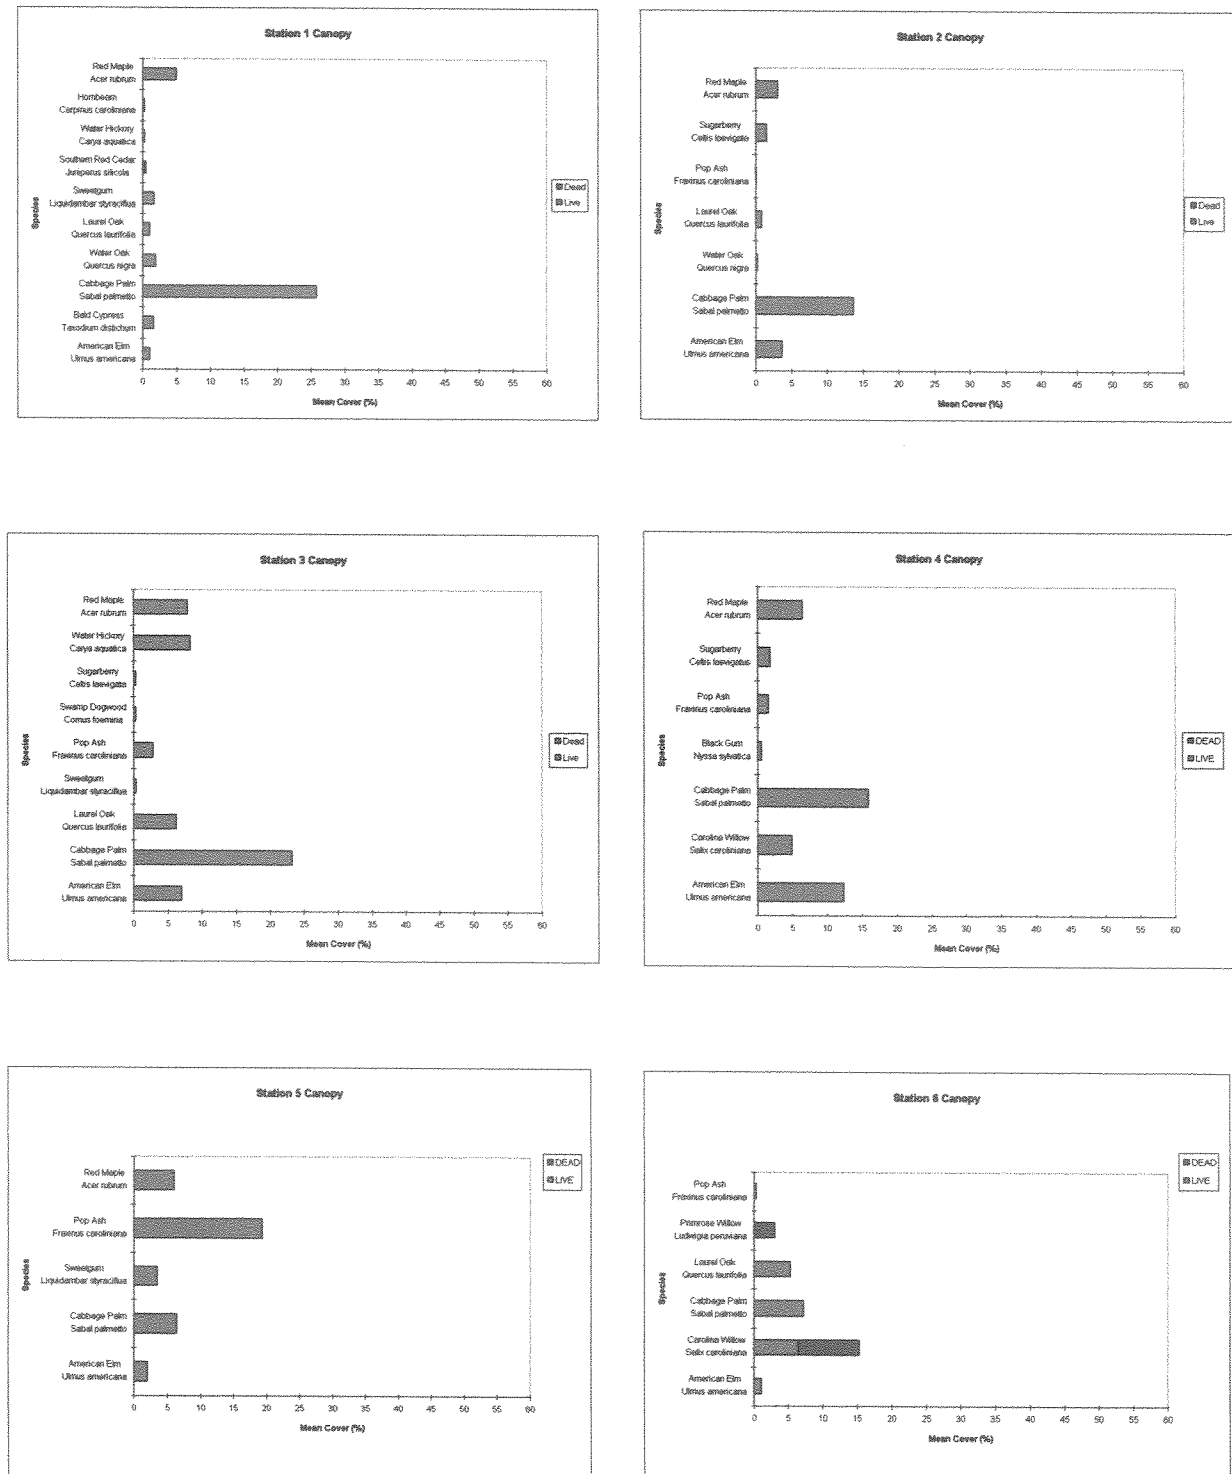 Station 1 Canopy
Species
Red Maple
Acer rubrum
Hornbeam
Carpinus caroliniana
Water Hickory
Carya aquatica
Southern Red Cedar
Juniperus silicola
Sweetgum
Liquidambar styraciflua
Laurel Oak
Quercus laurifolia
Water Oak
Quercus nigra
Cabbage Palm
Sabal palmetto
Bald Cypress
Taxodium distichum
American Elm
Ulmus americana
0 5 10 15 20 25 30 35 40 45 50 55 60
Mean Cover (%)
Dead
Live
Station 2 Canopy
Species
Red Maple
Acer rubrum
Sugarberry
Celtis laevigata
Pop Ash
Fraxinus caroliniana
Laurel Oak
Quercus laurifolia
Water Oak
Quercus nigra
Cabbage Palm
Sabal palmetto
American Elm
Ulmus americana
0 5 10 15 20 25 30 35 40 45 50 55 60
Mean Cover (%)
Dead
Live
Station 3 Canopy
Species
Red Maple
Acer rubrum
Water Hickory
Carya aquatica
Sugarberry
Celtis laevigata
Swamp Dogwood
Cornus foemina
Pop Ash
Fraxinus caroliniana
Sweetgum
Liquidambar styraciflua
Laurel Oak
Quercus laurifolia
Cabbage Palm
Sabal palmetto
American Elm
Ulmus americana
0 5 10 15 20 25 30 35 40 45 50 55 60
Mean Cover (%)
Dead
Live
Station 4 Canopy
Species
Red Maple
Acer rubrum
Sugarberry
Celtis laevigatus
Pop Ash
Fraxinus caroliniana
Black Gum
Nyssa sylvatica
Cabbage Palm
Sabal palmetto
Carolina Willow
Salix caroliniana
American Elm
Ulmus americana
0 5 10 15 20 25 30 35 40 45 50 55 60
Mean Cover (%)
DEAD
LIVE
Station 5 Canopy
Species
Red Maple
Acer rubrum
Pop Ash
Fraxinus caroliniana
Sweetgum
Liquidambar styraciflua
Cabbage Palm
Sabal palmetto
American Elm
Ulmus americana
0 5 10 15 20 25 30 35 40 45 50 55 60
Mean Cover (%)
DEAD
LIVE
Station 6 Canopy
Species
Pop Ash
Fraxinus caroliniana
Primrose Willow
Ludwigia peruviana
Laurel Oak
Quercus laurifolia
Cabbage Palm
Sabal palmetto
Carolina Willow
Salix caroliniana
American Elm
Ulmus americana
0 5 10 15 20 25 30 35 40 45 50 55 60
Mean Cover (%)
DEAD
LIVE